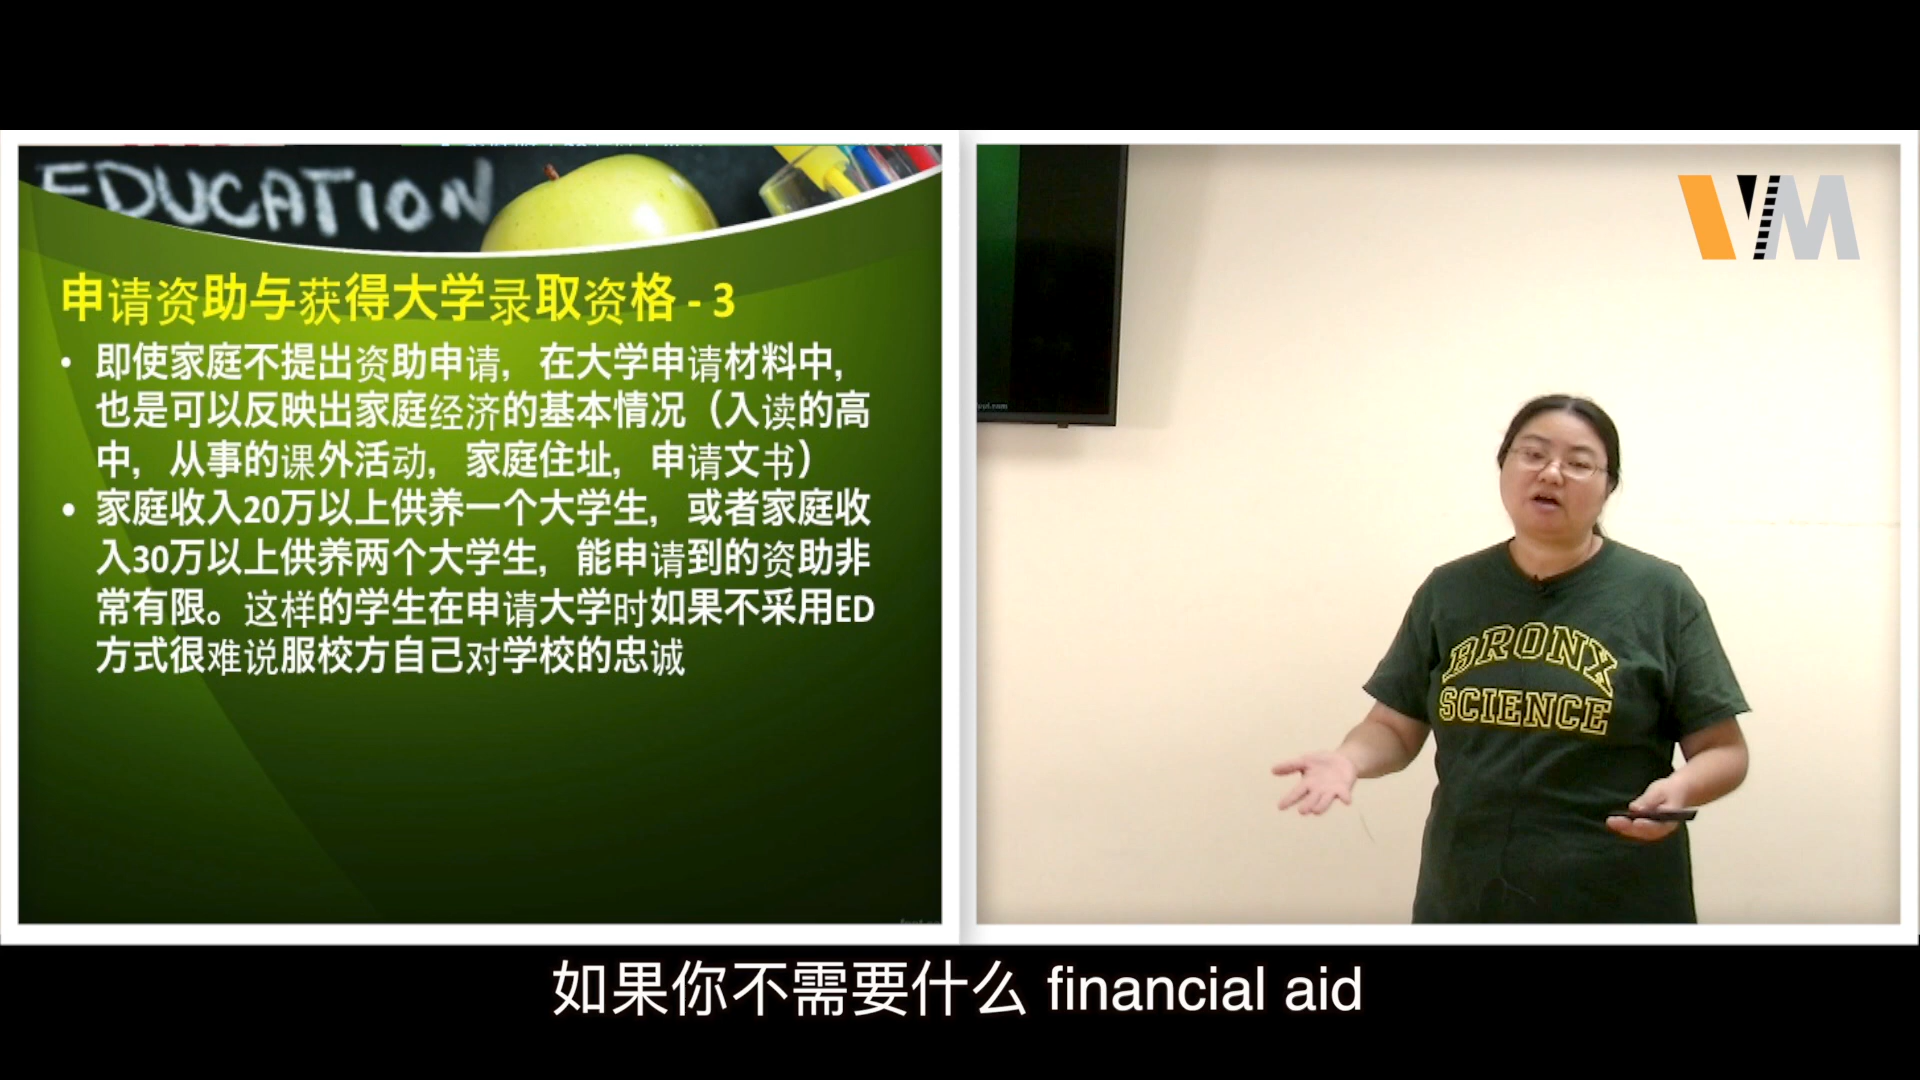 EDUCATION
申请资助与获得大学录取资格 - 3
• 即使家庭不提出资助申请，在大学申请材料中，
也是可以反映出家庭经济的基本情况（入读的高
中，从事的课外活动，家庭住址，申请文书）
• 家庭收入20万以上供养一个大学生，或者家庭收
入30万以上供养两个大学生，能申请到的资助非
常有限。这样的学生在申请大学时如果不采用ED
方式很难说服校方自己对学校的忠诚
VM
BRONX
SCIENCE
如果你不需要什么 financial aid